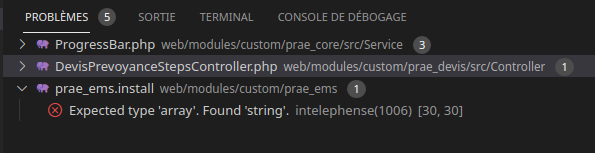 PROBLÈMES 5 SORTIE TERMINAL CONSOLE DE DÉBOGAGE
ProgressBar.php web/modules/custom/prae_core/src/Service 3
DevisPrevoyanceStepsController.php web/modules/custom/prae_devis/src/Controller 1
prae_ems.install web/modules/custom/prae_ems 1
Expected type 'array'. Found 'string'. intelephense(1006) [30, 30]